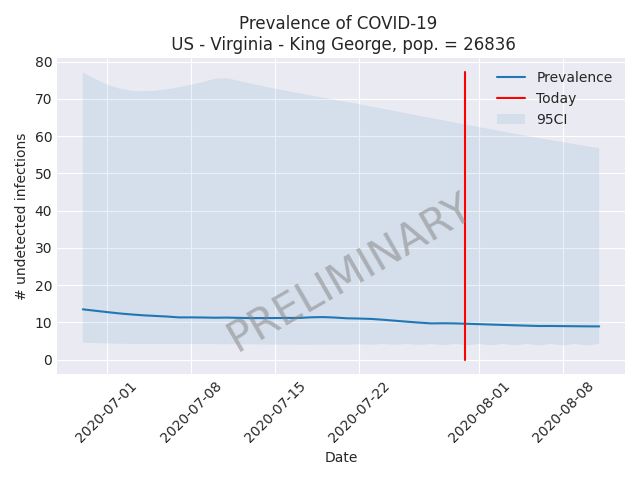 Prevalence of COVID-19
US - Virginia - King George, pop. = 26836
80
70
60
50
40
30
20
10
0
# undetected infections
Prevalence
Today
95CI
PRELIMINARY
2020-07-01
2020-07-08
2020-07-15
2020-07-22
2020-08-01
2020-08-08
Date